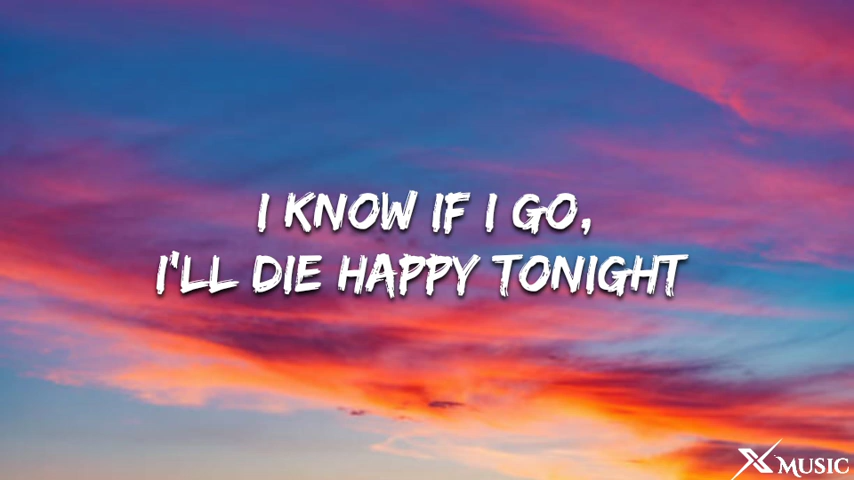 I KNOW IF I GO,
I'LL DIE HAPPY TONIGHT
X MUSIC